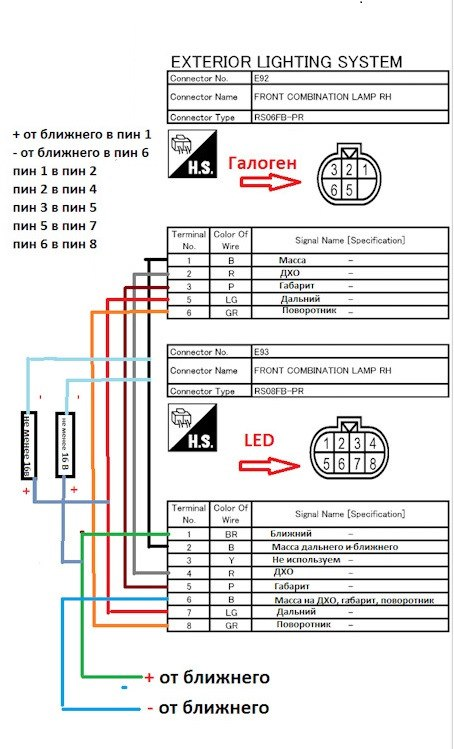 EXTERIOR LIGHTING SYSTEM
Connector No. E92
Connector Name FRONT COMBINATION LAMP RH
Connector Type RS06FB-PR
+ от ближнего в пин 1
- от ближнего в пин 6
пин 1 в пин 2
пин 2 в пин 4
пин 3 в пин 5
пин 5 в пин 7
пин 6 в пин 8
H.S.
Галоген
3 2 1
6 5
Terminal No. Color Of Wire Signal Name [Specification]
1 B Масса –
2 R ДХО –
3 P Габарит –
5 LG Дальний –
6 GR Поворотник –
Connector No. E93
Connector Name FRONT COMBINATION LAMP RH
Connector Type RS08FB-PR
- -
не менее 16в
не менее 16 В
+ +
H.S.
LED
1 2 3 4
5 6 7 8
Terminal No. Color Of Wire Signal Name [Specification]
1 BR Ближний –
2 B Масса дальнего и ближнего
3 Y Не используем –
4 R ДХО –
5 P Габарит –
6 B Масса на ДХО, габарит, поворотник
7 LG Дальний –
8 GR Поворотник –
+ от ближнего
-
- от ближнего